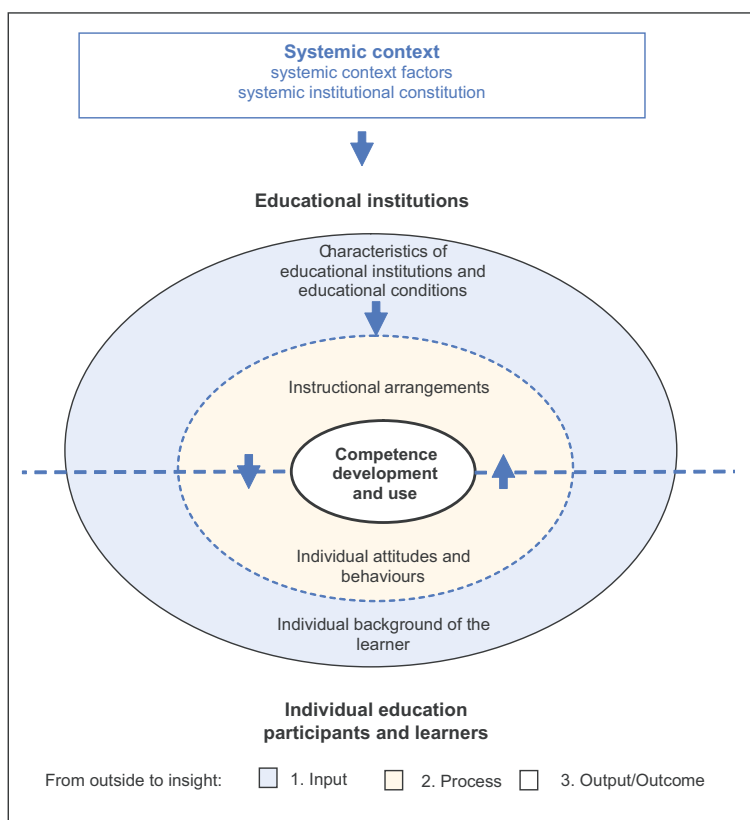 Systemic context
systemic context factors
systemic institutional constitution
Educational institutions
Characteristics of
educational institutions and
educational conditions
Instructional arrangements
Competence
development
and use
Individual attitudes and
behaviours
Individual background of the
learner
Individual education
participants and learners
From outside to insight: 1. Input 2. Process 3. Output/Outcome